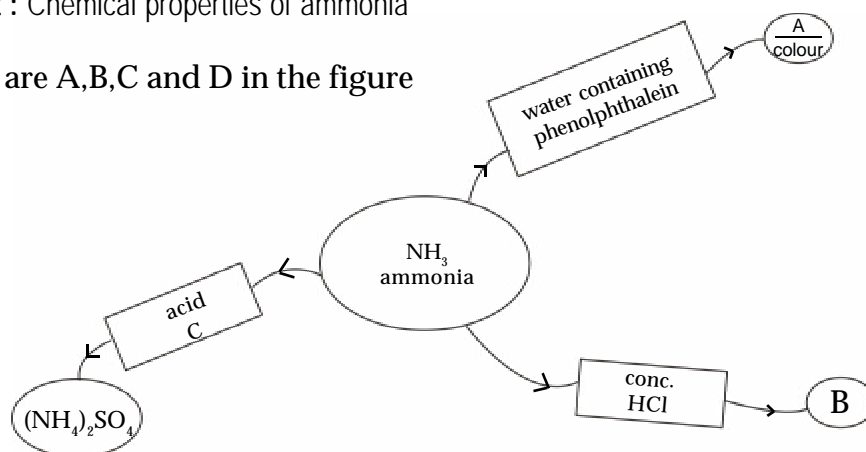 : Chemical properties of ammonia
are A,B,C and D in the figure
A
colour
water containing
phenolphthalein
NH₃
ammonia
acid
C
(NH₄)₂SO₄
conc.
HCl
B